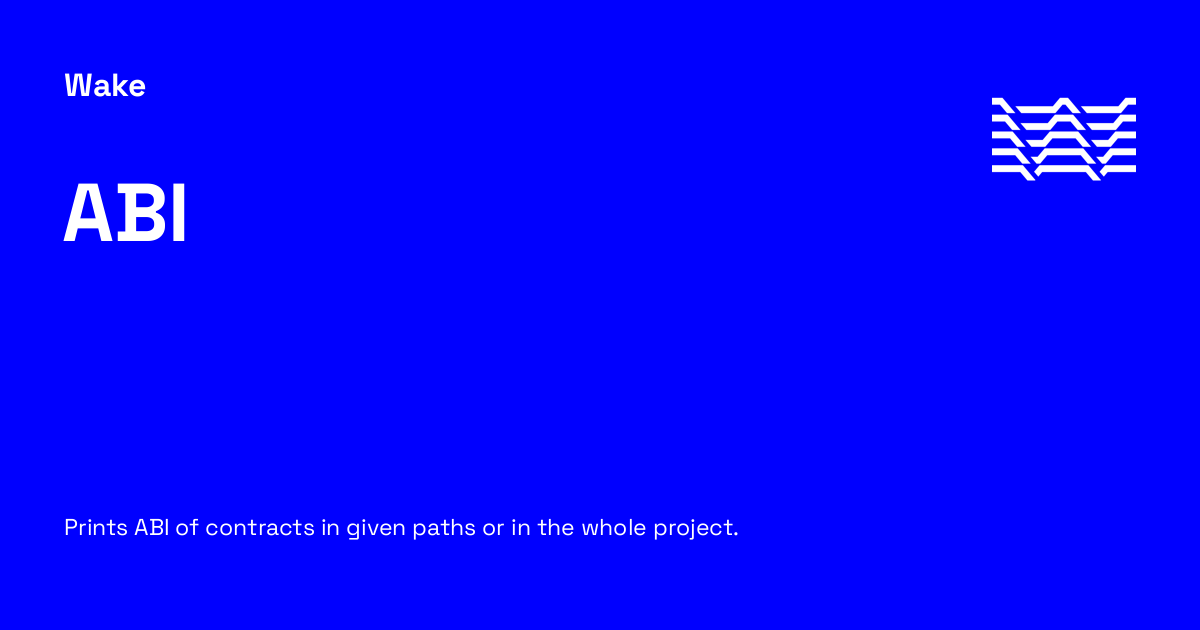 Wake
ABI
Prints ABI of contracts in given paths or in the whole project.